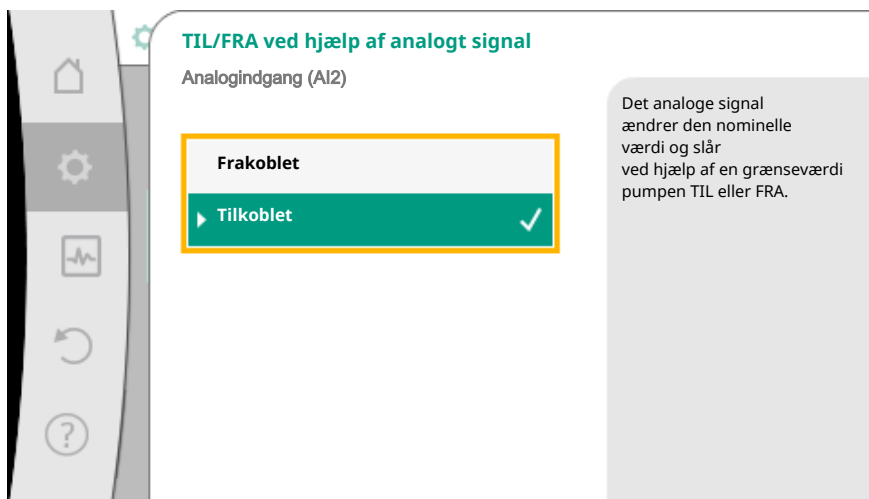 TIL/FRA ved hjælp af analogt signal
Analogindgang (AI2)
Frakoblet
Tilkoblet
Det analoge signal
ændrer den nominelle
værdi og slår
ved hjælp af en grænseværdi
pumpen TIL eller FRA.
?